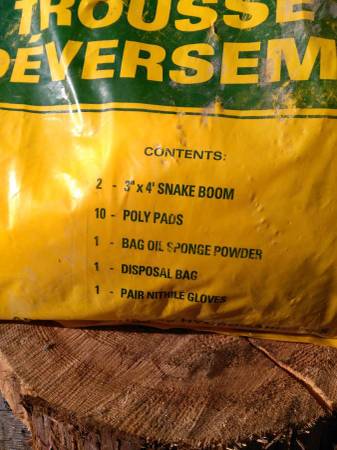 TROUSSE
DÉVERSEM
CONTENTS:
2 - 3" x 4' SNAKE BOOM
10 - POLY PADS
1 - BAG OIL SPONGE POWDER
1 - DISPOSAL BAG
1 - PAIR NITHILE GLOVES